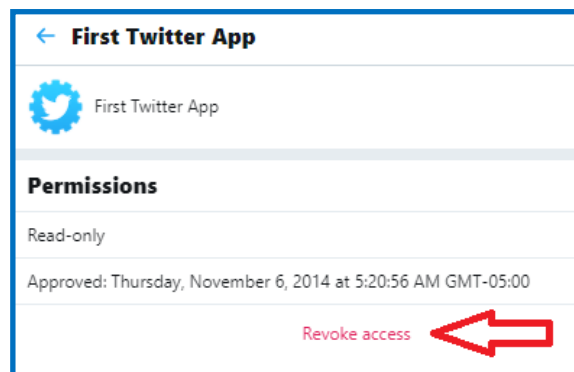 First Twitter App
First Twitter App
Permissions
Read-only
Approved: Thursday, November 6, 2014 at 5:20:56 AM GMT-05:00
Revoke access